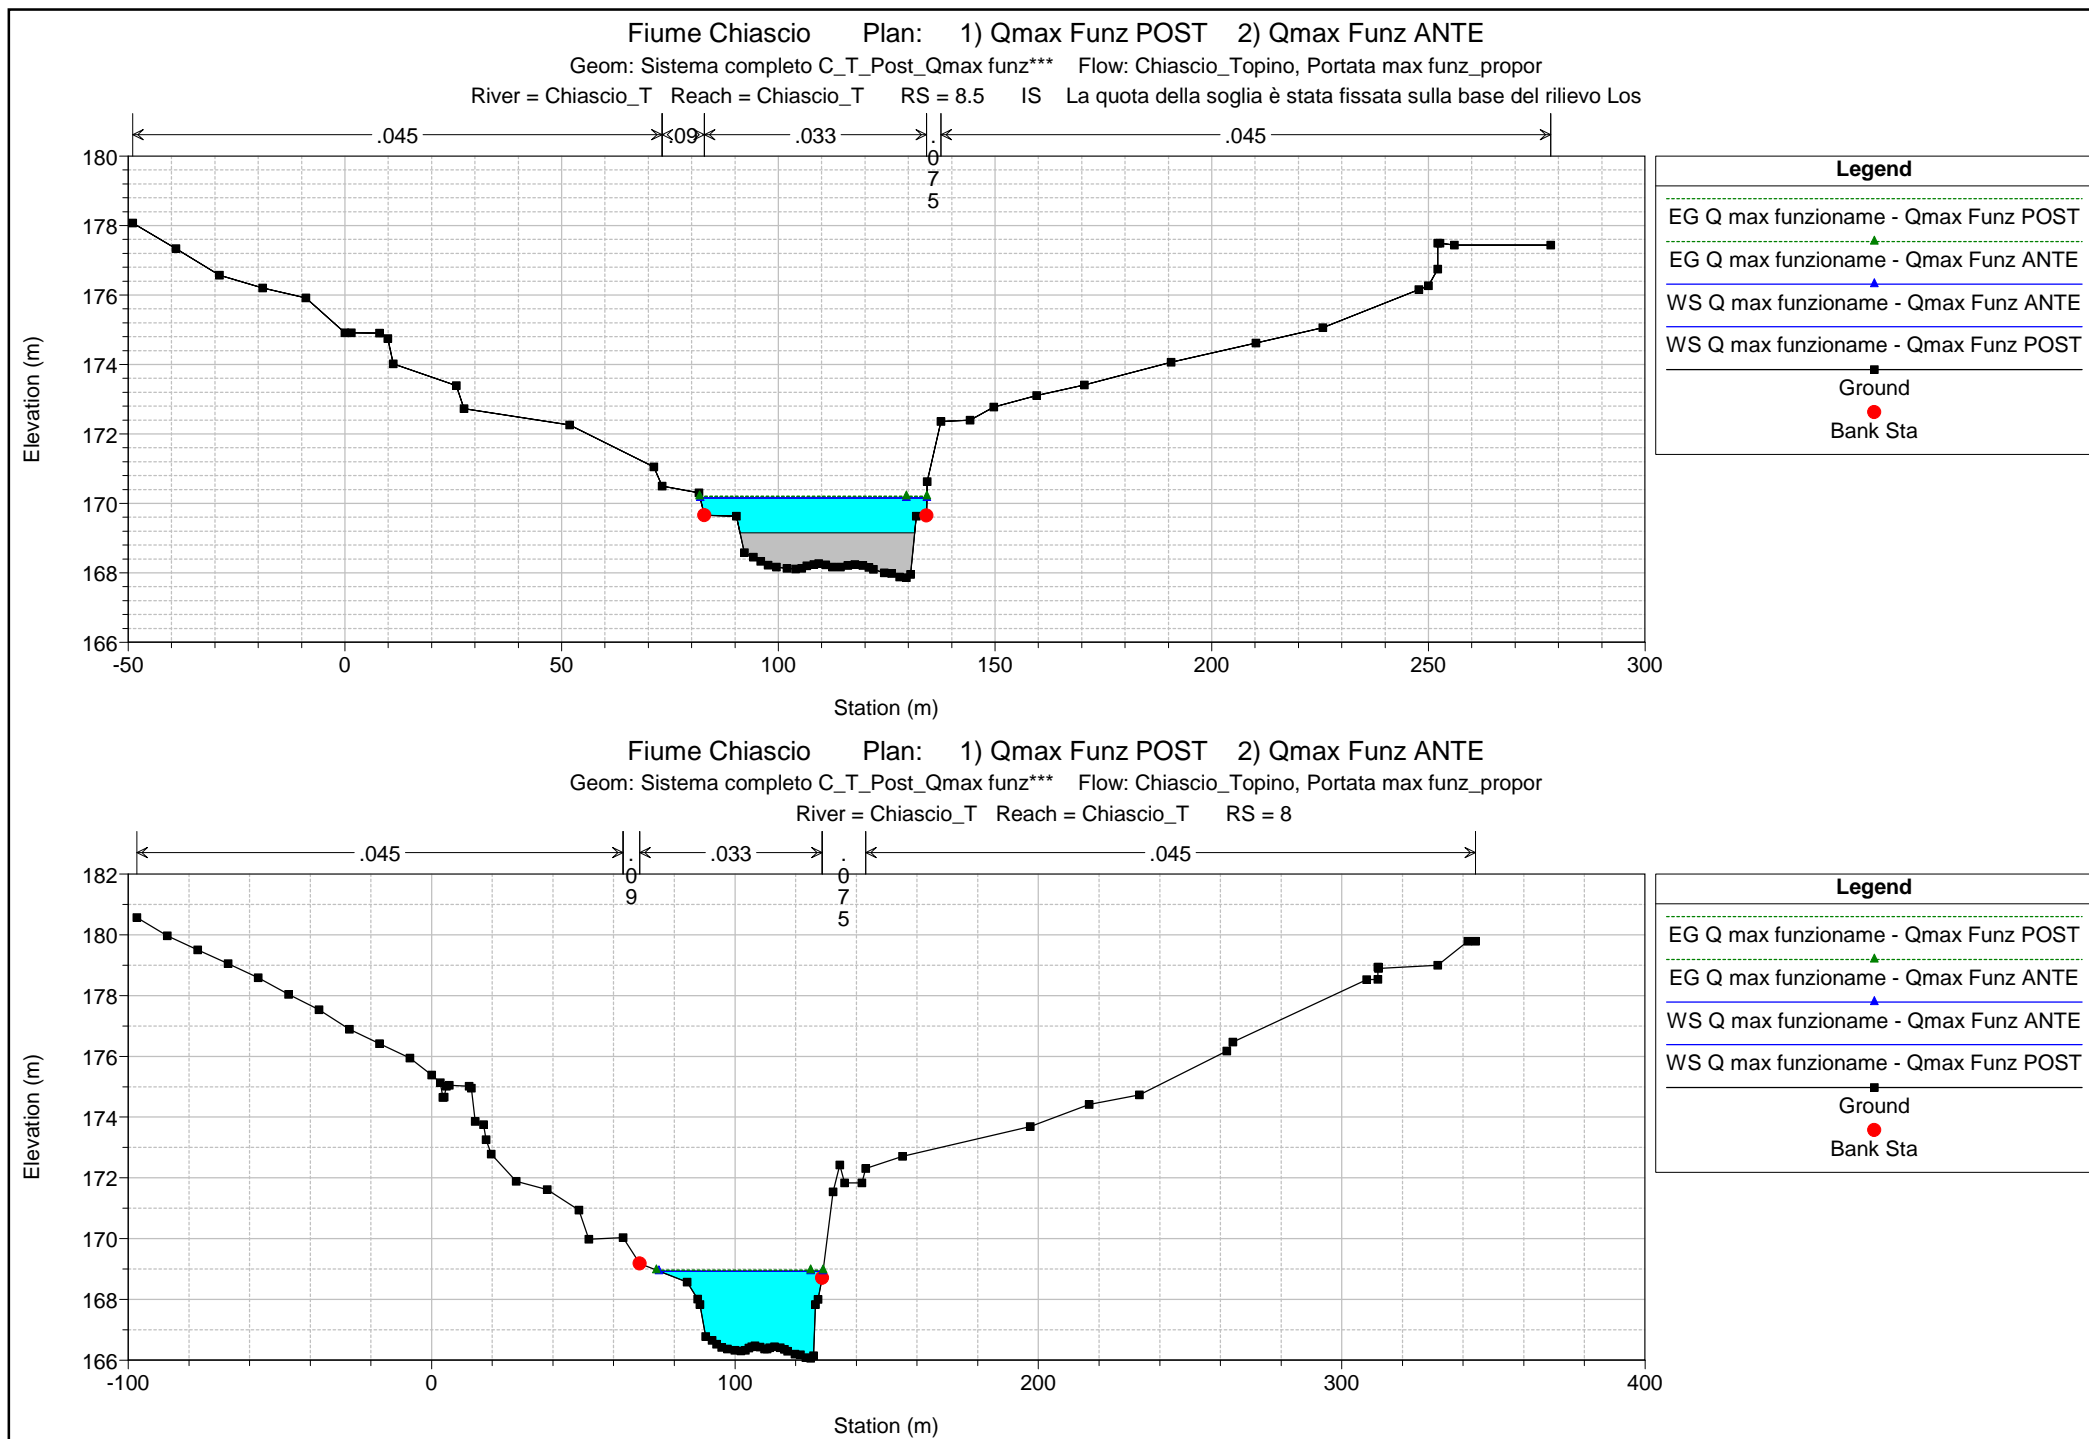 Fiume Chiascio Plan: 1) Qmax Funz POST 2) Qmax Funz ANTE
Geom: Sistema completo C_T_Post_Qmax funz*** Flow: Chiascio_Topino, Portata max funz_propor
River = Chiascio_T Reach = Chiascio_T RS = 8.5 IS La quota della soglia è stata fissata sulla base del rilievo Los
.045 .09 .033 .075 .045
180
178
176
174
172
170
168
166
Elevation (m)
-50 0 50 100 150 200 250 300
Station (m)
Legend
EG Q max funzioname - Qmax Funz POST
EG Q max funzioname - Qmax Funz ANTE
WS Q max funzioname - Qmax Funz ANTE
WS Q max funzioname - Qmax Funz POST
Ground
Bank Sta
Fiume Chiascio Plan: 1) Qmax Funz POST 2) Qmax Funz ANTE
Geom: Sistema completo C_T_Post_Qmax funz*** Flow: Chiascio_Topino, Portata max funz_propor
River = Chiascio_T Reach = Chiascio_T RS = 8
.045 .09 .033 .075 .045
182
180
178
176
174
172
170
168
166
Elevation (m)
-100 0 100 200 300 400
Station (m)
Legend
EG Q max funzioname - Qmax Funz POST
EG Q max funzioname - Qmax Funz ANTE
WS Q max funzioname - Qmax Funz ANTE
WS Q max funzioname - Qmax Funz POST
Ground
Bank Sta